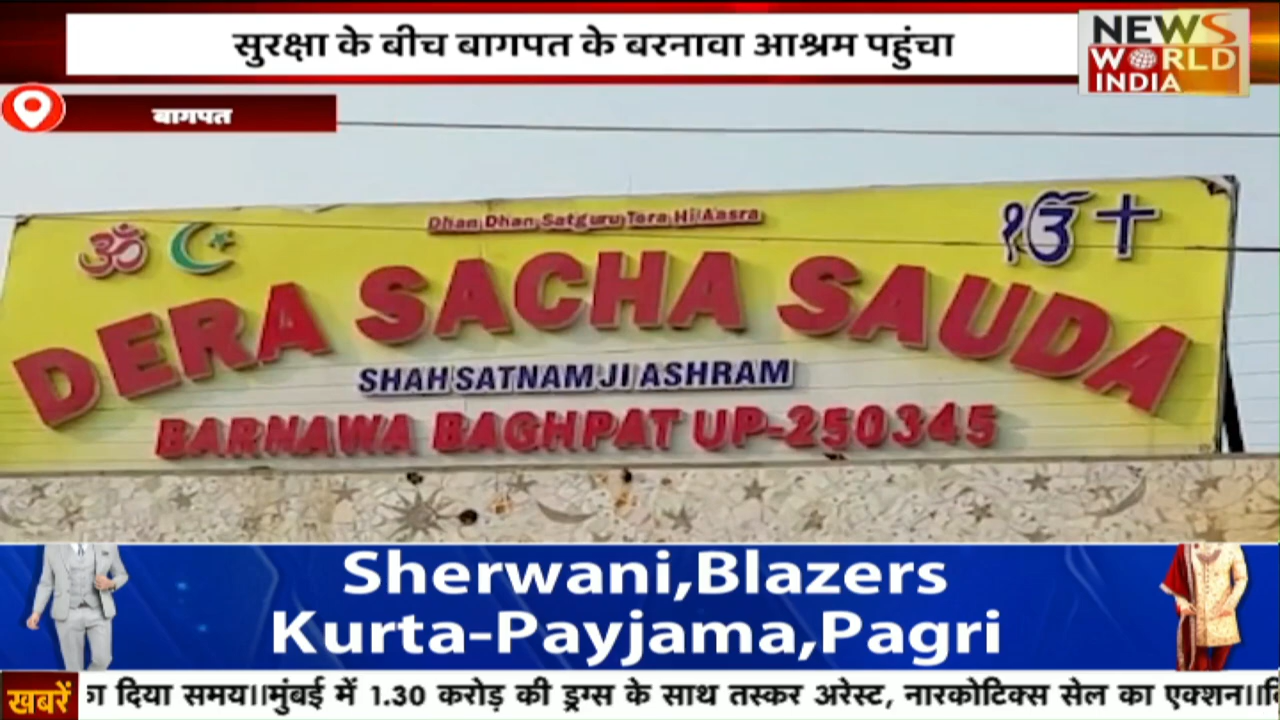 सुरक्षा के बीच बागपत के बरनावा आश्रम पहुंचा
NEWS
WORLD
INDIA
बागपत
Dhan Dhan Satguru Tera Hi Aasra
ॐ
ੴ
DERA SACHA SAUDA
SHAH SATNAM JI ASHRAM
BARNAWA BAGHPAT UP-250345
Sherwani,Blazers
Kurta-Payjama,Pagri
खबरें
दिया समय।।मुंबई में 1.30 करोड़ की ड्रग्स के साथ तस्कर अरेस्ट, नारकोटिक्स सेल का एक्शन।।